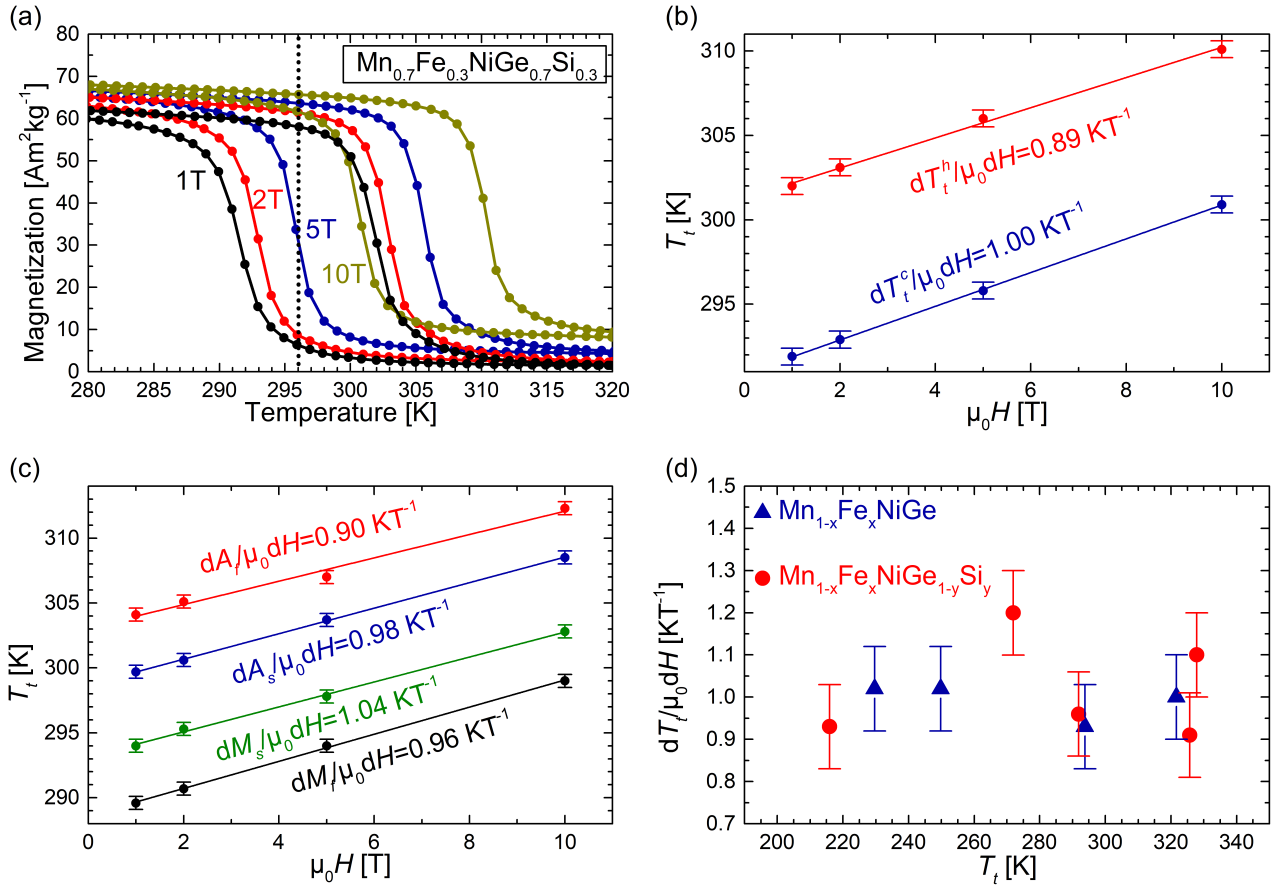 (a)
Mn0.7Fe0.3NiGe0.7Si0.3
Magnetization [Am²kg⁻¹]
80
70
60
50
40
30
20
10
0
1T
2T
5T
10T
280 285 290 295 300 305 310 315 320
Temperature [K]
(b)
Tt [K]
310
305
300
295
dTtʰ/μ0dH=0.89 KT⁻¹
dTtᶜ/μ0dH=1.00 KT⁻¹
0 2 4 6 8 10
μ0H [T]
(c)
Tt [K]
310
305
300
295
290
dAf/μ0dH=0.90 KT⁻¹
dAs/μ0dH=0.98 KT⁻¹
dMs/μ0dH=1.04 KT⁻¹
dMf/μ0dH=0.96 KT⁻¹
0 2 4 6 8 10
μ0H [T]
(d)
dTt/μ0dH [KT⁻¹]
1.5
1.4
1.3
1.2
1.1
1.0
0.9
0.8
0.7
Mn1-xFexNiGe
Mn1-xFexNiGe1-ySiy
200 220 240 260 280 300 320 340
Tt [K]